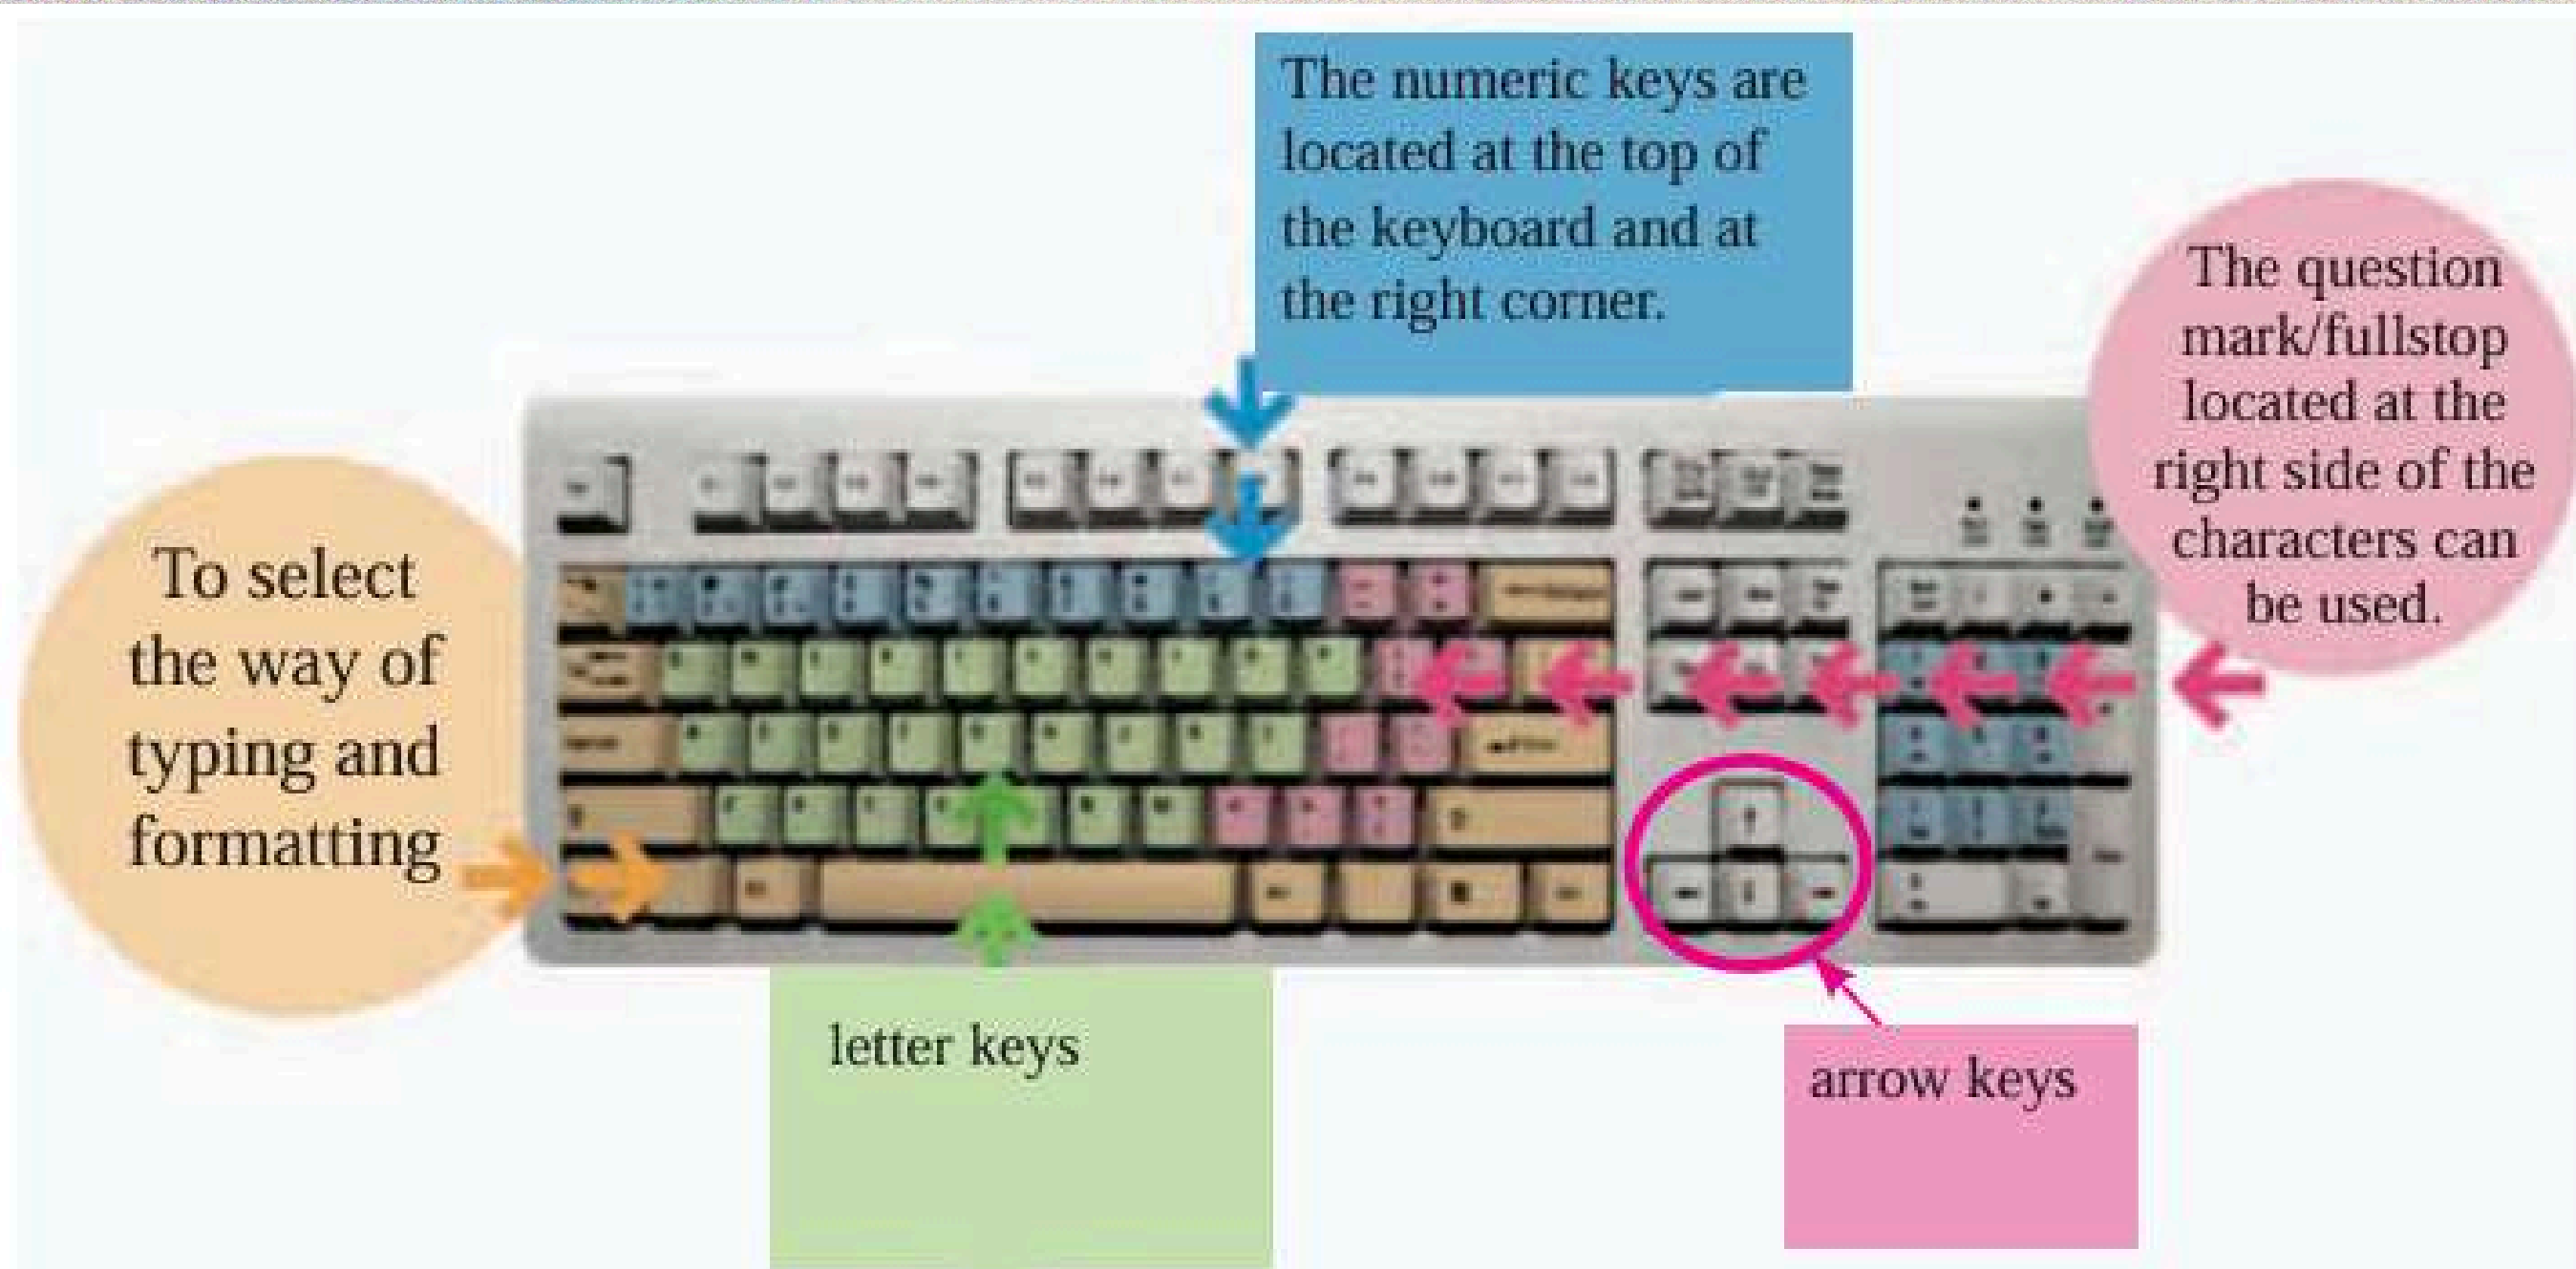 The numeric keys are
located at the top of
the keyboard and at
the right corner.
The question
mark/fullstop
located at the
right side of the
characters can
be used.
To select
the way of
typing and
formatting
letter keys
arrow keys